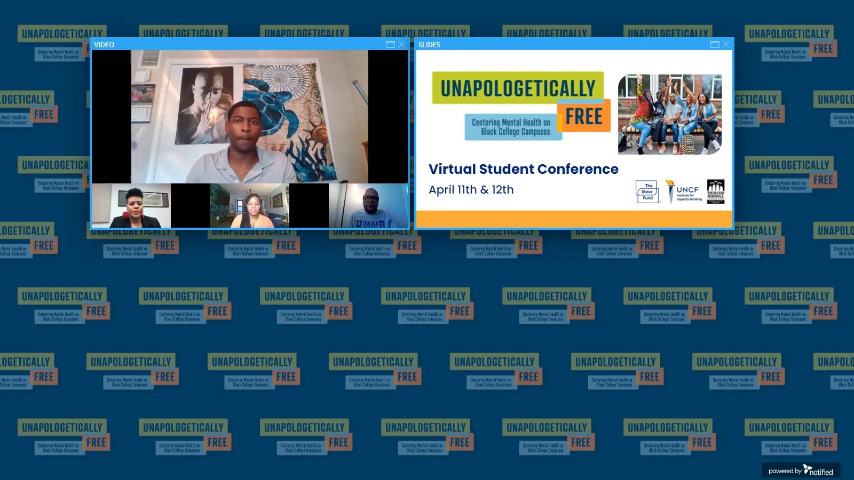 VIDEO
SLIDES
UNAPOLOGETICALLY
FREE
Centering Mental Health on
Black College Campuses
Virtual Student Conference
April 11th & 12th
The
Steve
Fund
UNCF
Institute for
Capacity Building
HOWARD
UNAPOLOGETICALLY
FREE
Centering Mental Health on
Black College Campuses
powered by notified